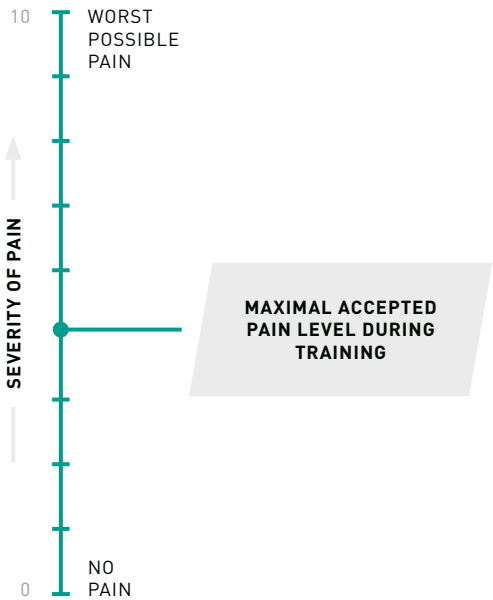 10
WORST
POSSIBLE
PAIN
SEVERITY OF PAIN
MAXIMAL ACCEPTED
PAIN LEVEL DURING
TRAINING
NO
0
PAIN